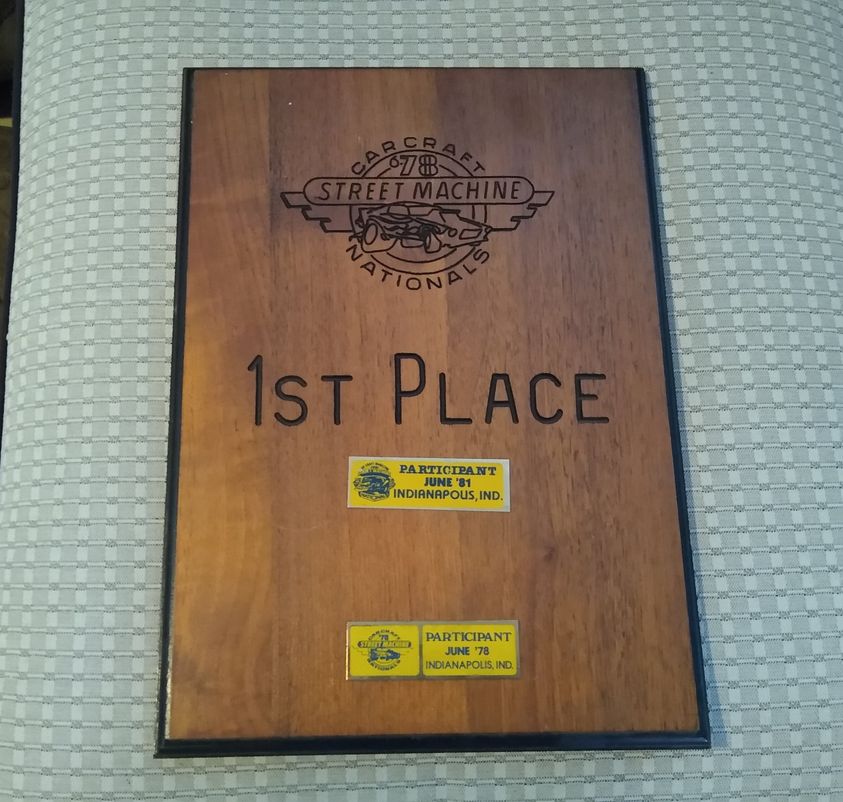 CARCRAFT
'78
STREET MACHINE
NATIONALS
1ST PLACE
PARTICIPANT
JUNE '81
INDIANAPOLIS, IND.
CARCRAFT
'78
STREET MACHINE
NATIONALS
PARTICIPANT
JUNE '78
INDIANAPOLIS, IND.